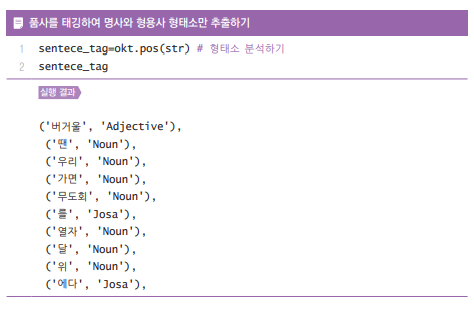 품사를 태깅하여 명사와 형용사 형태소만 추출하기
1 sentece_tag=okt.pos(str) # 형태소 분석하기
2 sentece_tag
실행 결과
('버거울', 'Adjective'),
('땐', 'Noun'),
('우리', 'Noun'),
('가면', 'Noun'),
('무도회', 'Noun'),
('를', 'Josa'),
('열자', 'Noun'),
('달', 'Noun'),
('위', 'Noun'),
('에다', 'Josa'),